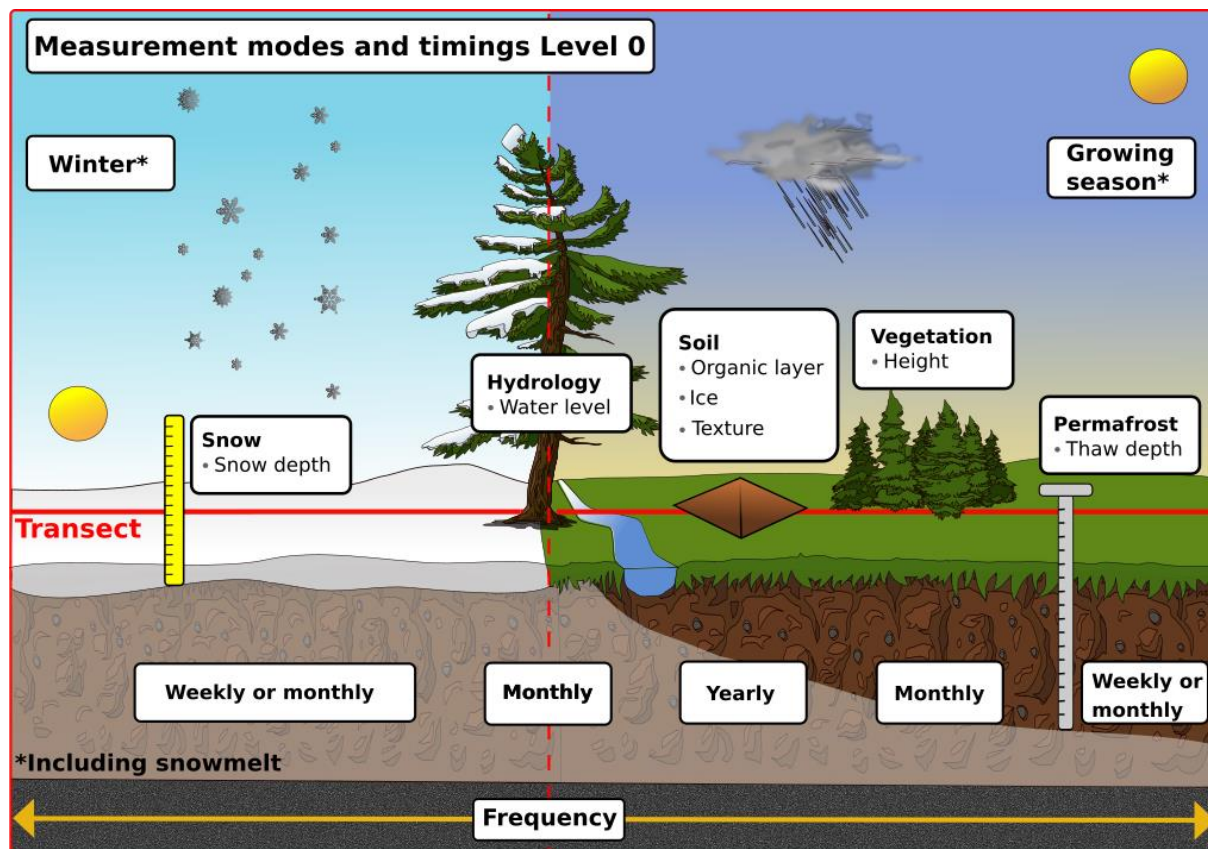 Measurement modes and timings Level 0
Winter*
Growing
season*
Hydrology
• Water level
Soil
• Organic layer
• Ice
• Texture
Vegetation
• Height
Snow
• Snow depth
Permafrost
• Thaw depth
Transect
Weekly or monthly
Monthly
Yearly
Monthly
Weekly or
monthly
*Including snowmelt
Frequency